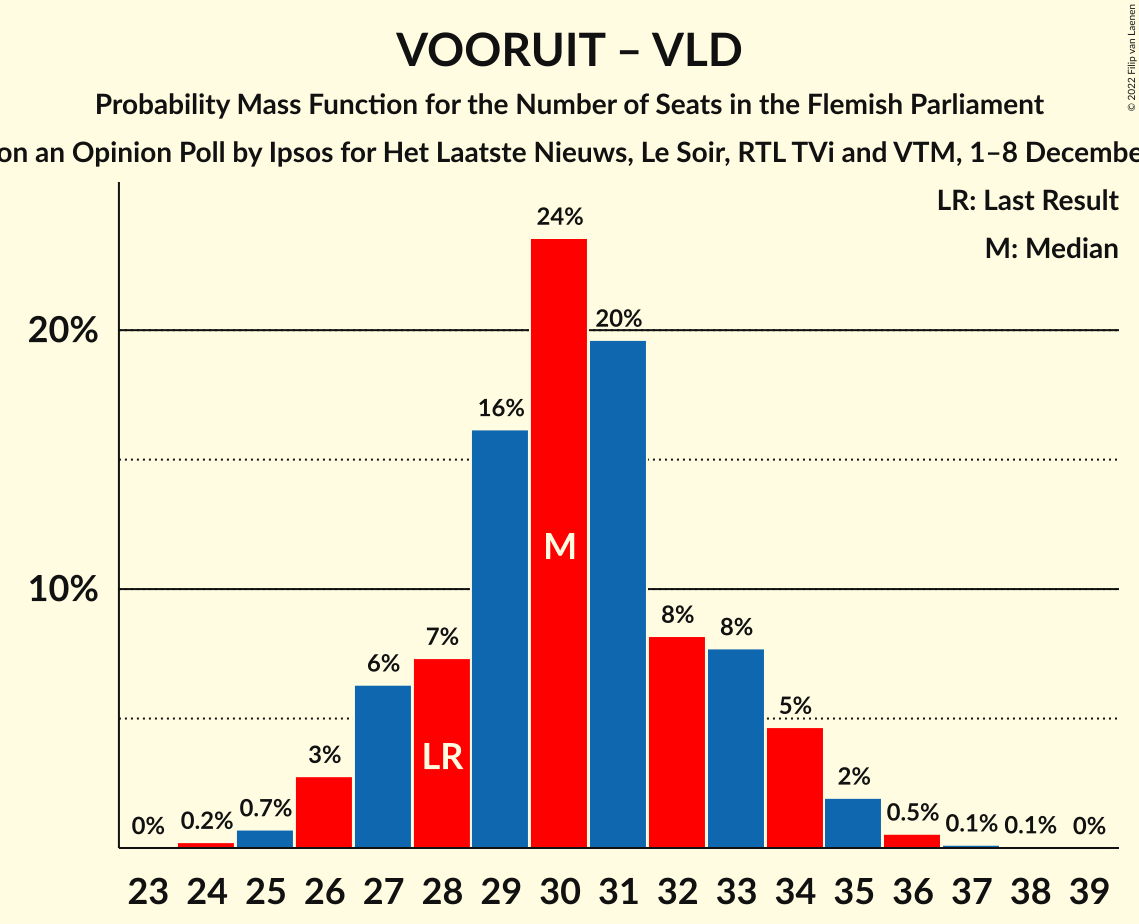 VOORUIT – VLD
Probability Mass Function for the Number of Seats in the Flemish Parliament
on an Opinion Poll by Ipsos for Het Laatste Nieuws, Le Soir, RTL TVi and VTM, 1–8 Decembe
© 2022 Filip van Laenen
LR: Last Result
M: Median
20%
10%
0% 0.2% 0.7% 3% 6% 7% 16% 24% 20% 8% 8% 5% 2% 0.5% 0.1% 0.1% 0%
LR
M
23 24 25 26 27 28 29 30 31 32 33 34 35 36 37 38 39